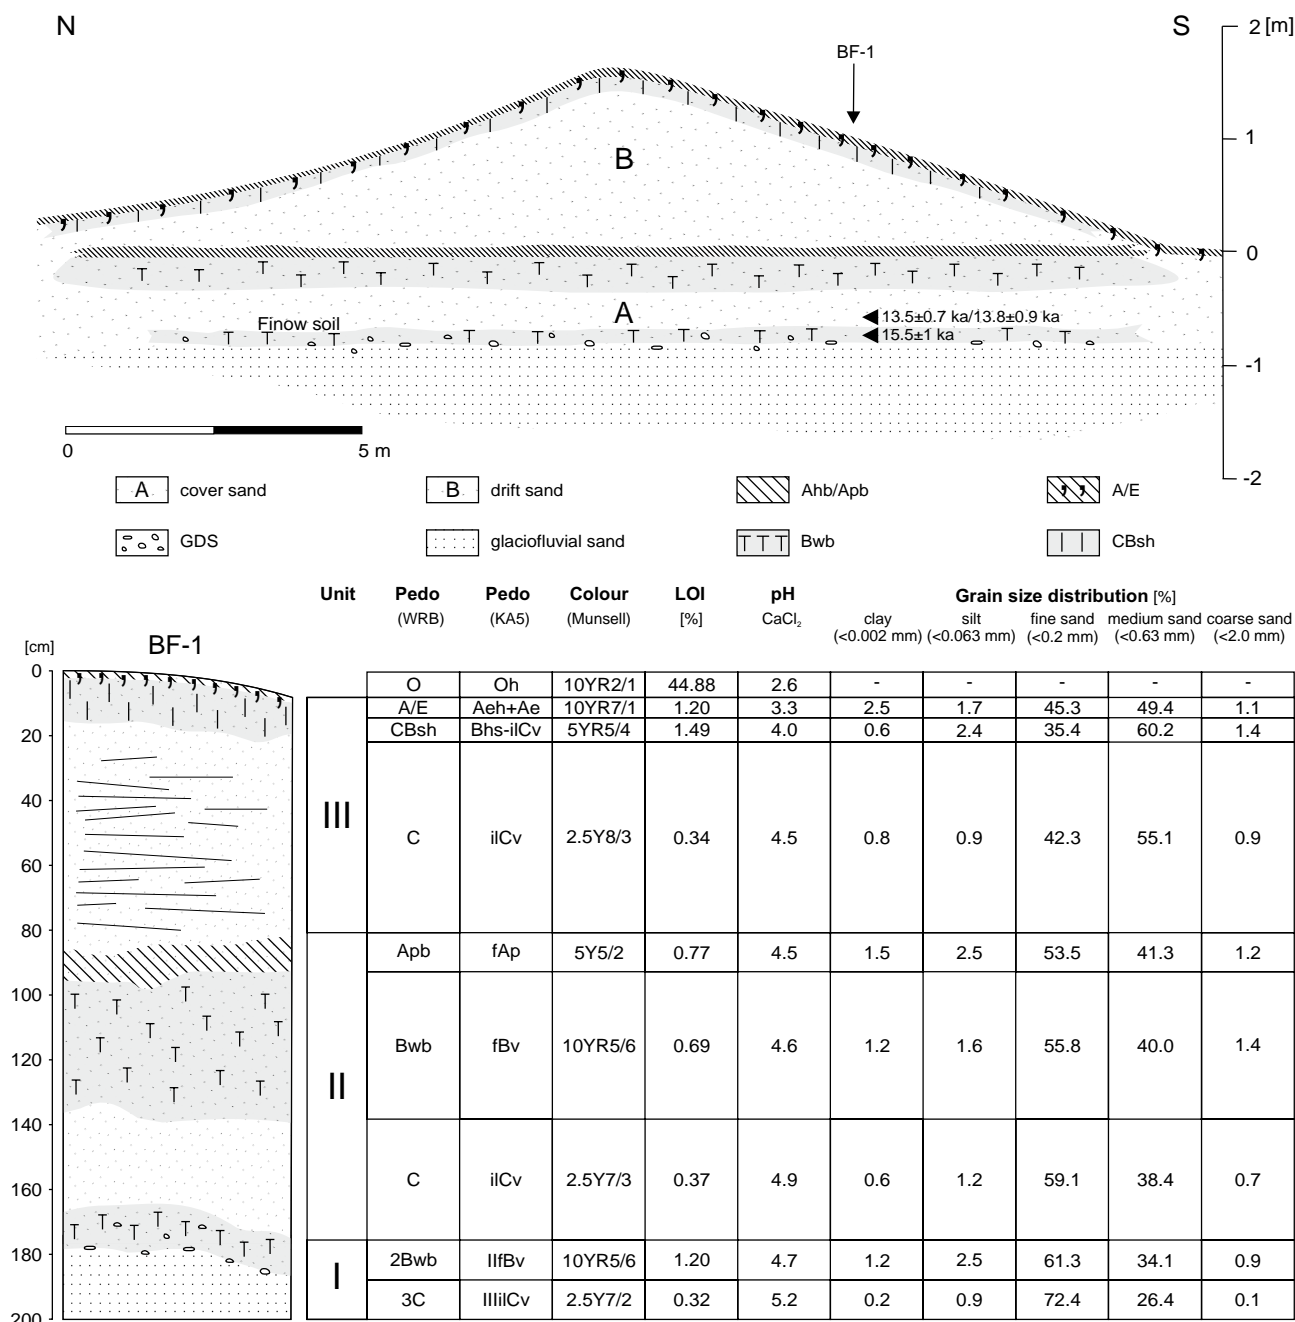 N
S
2 [m]
BF-1
1
B
0
A
Finow soil
13.5±0.7 ka/13.8±0.9 ka
15.5±1 ka
-1
0
5 m
-2
A cover sand
B drift sand
Ahb/Apb
A/E
GDS
glaciofluvial sand
Bwb
CBsh
Unit Pedo Pedo Colour LOI pH Grain size distribution [%]
(WRB) (KA5) (Munsell) [%] CaCl₂ clay silt fine sand medium sand coarse sand
(<0.002 mm) (<0.063 mm) (<0.2 mm) (<0.63 mm) (<2.0 mm)
[cm]
BF-1
0
20
40
60
80
100
120
140
160
180
200
O Oh 10YR2/1 44.88 2.6 - - - - -
III
A/E Aeh+Ae 10YR7/1 1.20 3.3 2.5 1.7 45.3 49.4 1.1
CBsh Bhs-ilCv 5YR5/4 1.49 4.0 0.6 2.4 35.4 60.2 1.4
C ilCv 2.5Y8/3 0.34 4.5 0.8 0.9 42.3 55.1 0.9
II
Apb fAp 5Y5/2 0.77 4.5 1.5 2.5 53.5 41.3 1.2
Bwb fBv 10YR5/6 0.69 4.6 1.2 1.6 55.8 40.0 1.4
C ilCv 2.5Y7/3 0.37 4.9 0.6 1.2 59.1 38.4 0.7
I
2Bwb IIfBv 10YR5/6 1.20 4.7 1.2 2.5 61.3 34.1 0.9
3C IIIilCv 2.5Y7/2 0.32 5.2 0.2 0.9 72.4 26.4 0.1